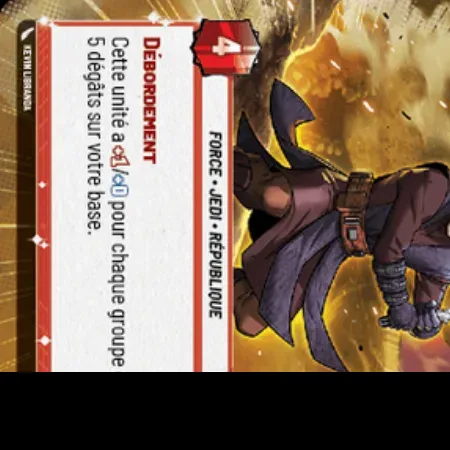 4
FORCE • JEDI • RÉPUBLIQUE
DÉBORDEMENT
Cette unité a +1/+0 pour chaque groupe
5 dégâts sur votre base.
KEVIN LIBRANDA